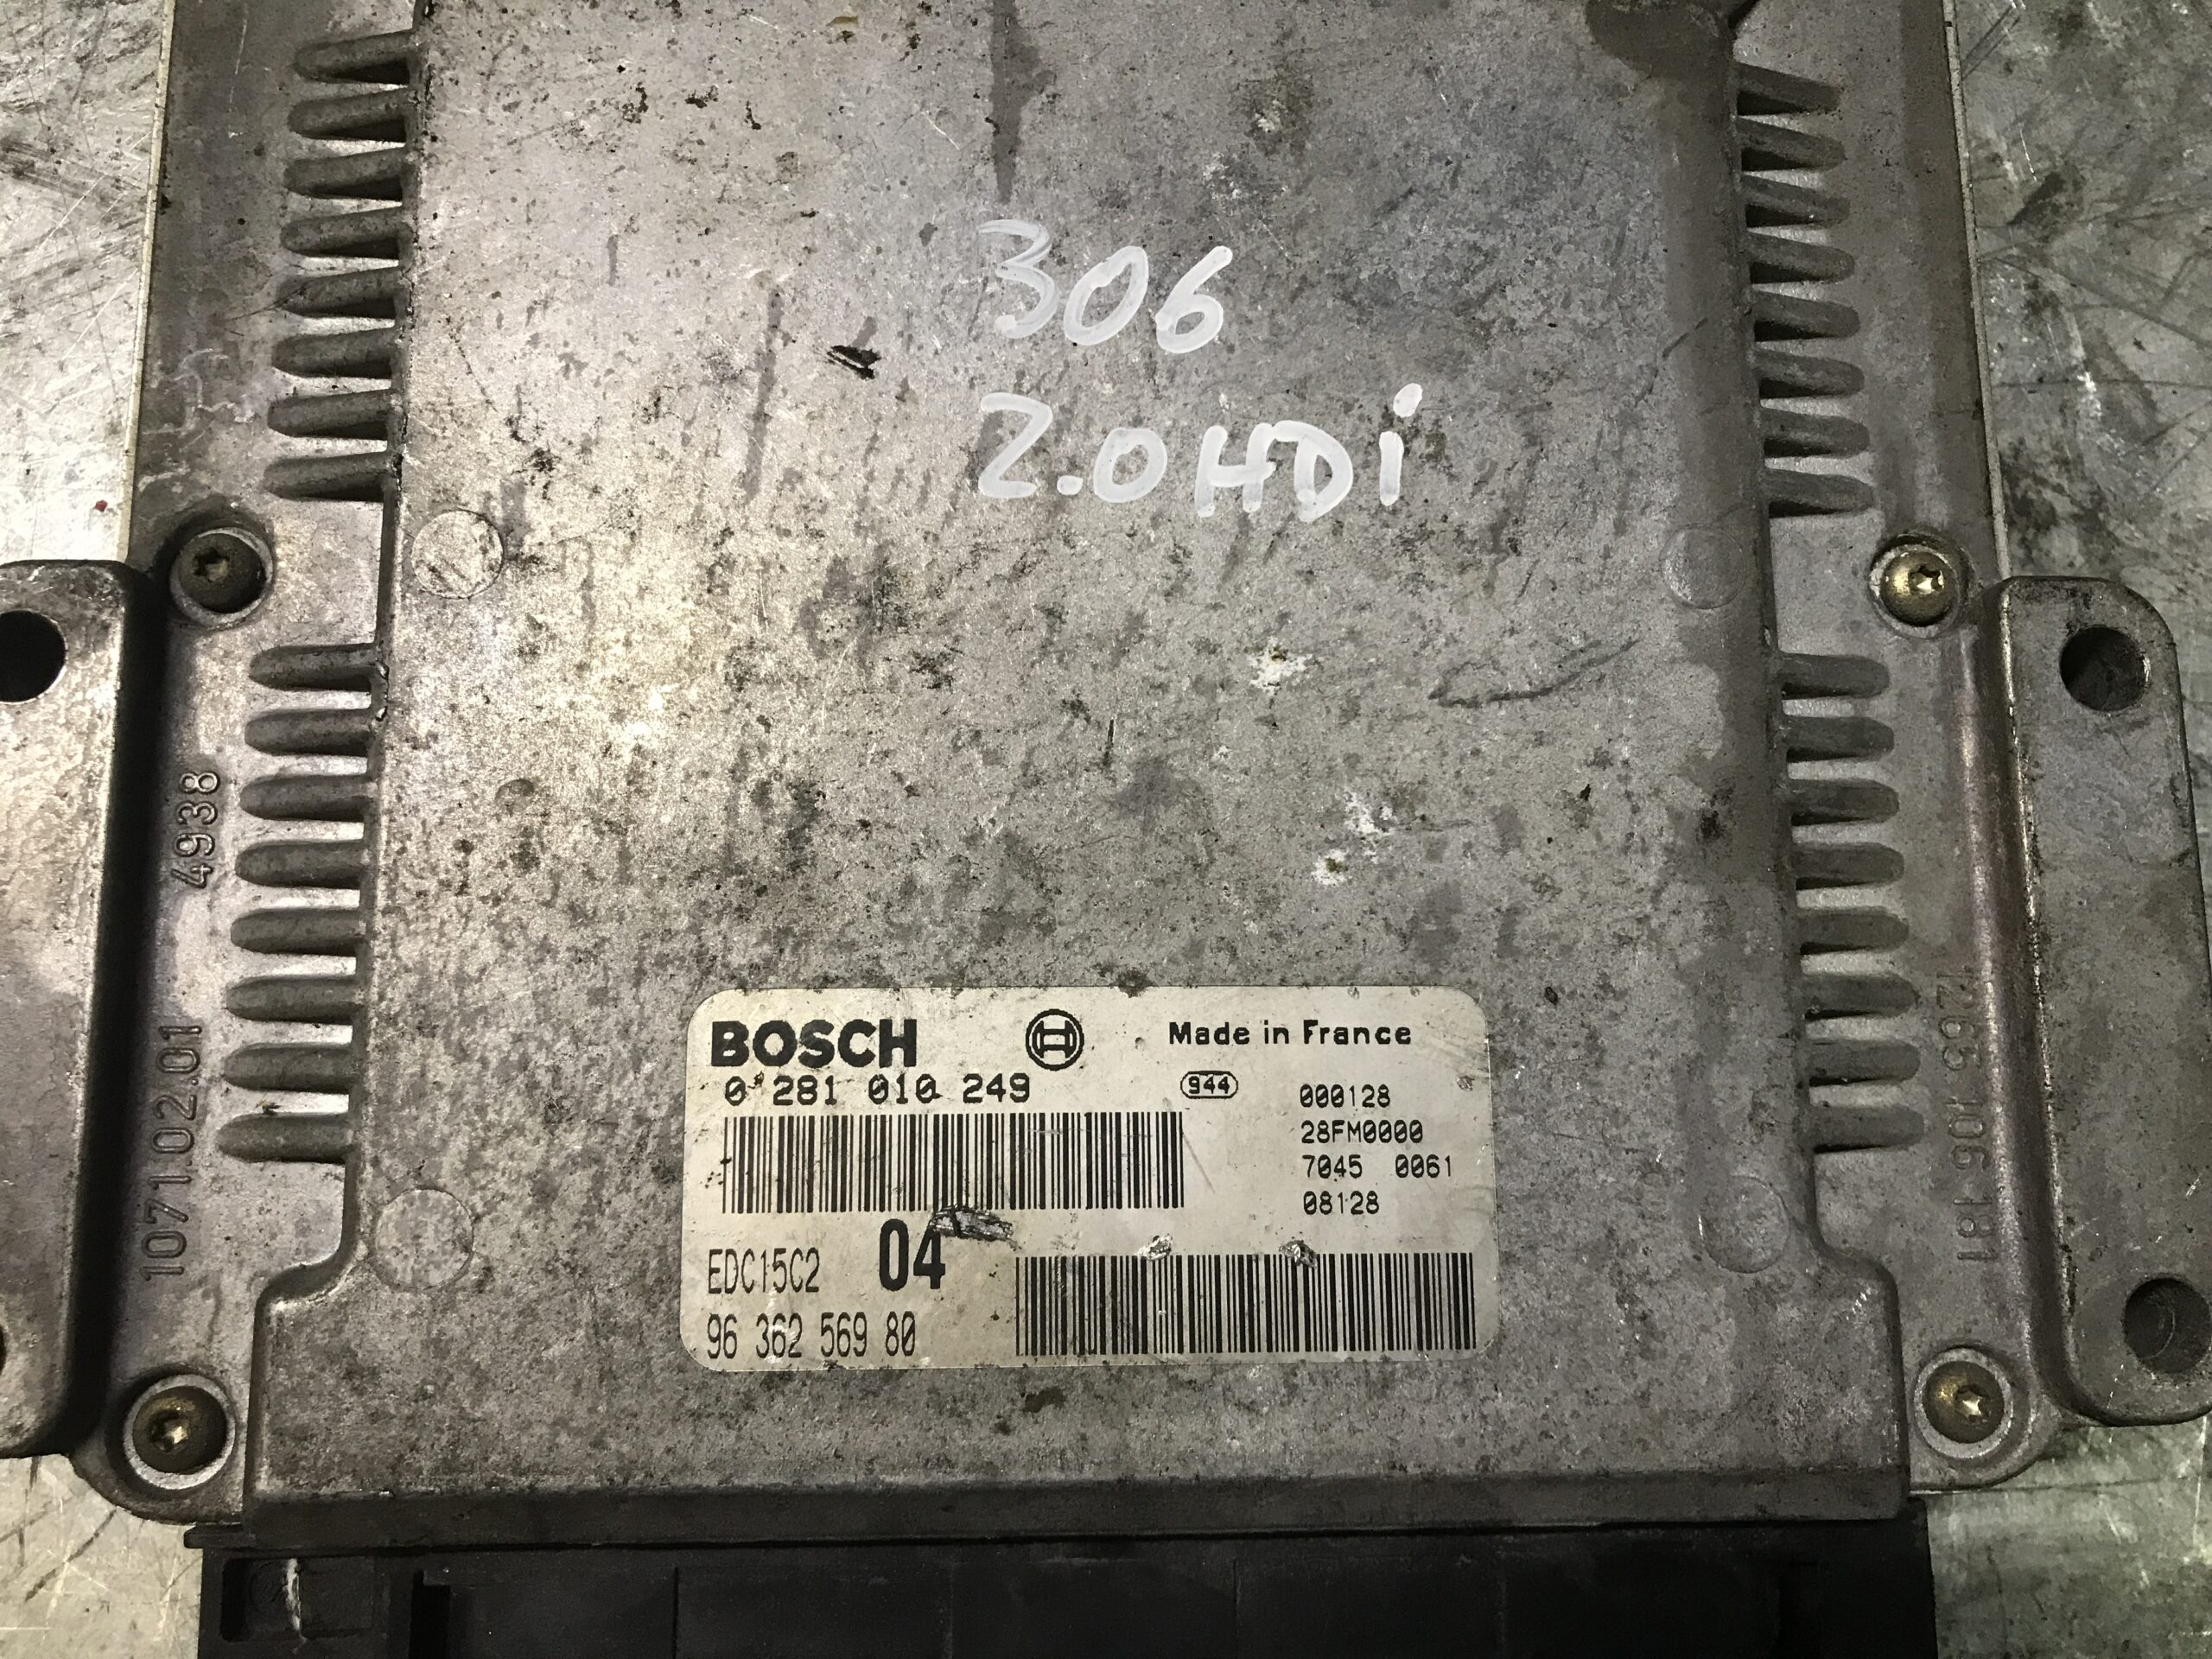 306
2.0HDi
4938
1071.02.01
1265 106 181
BOSCH
Made in France
0 281 010 249
944
000128
28FM0000
7045 0061
08128
EDC15C2 04
96 362 569 80